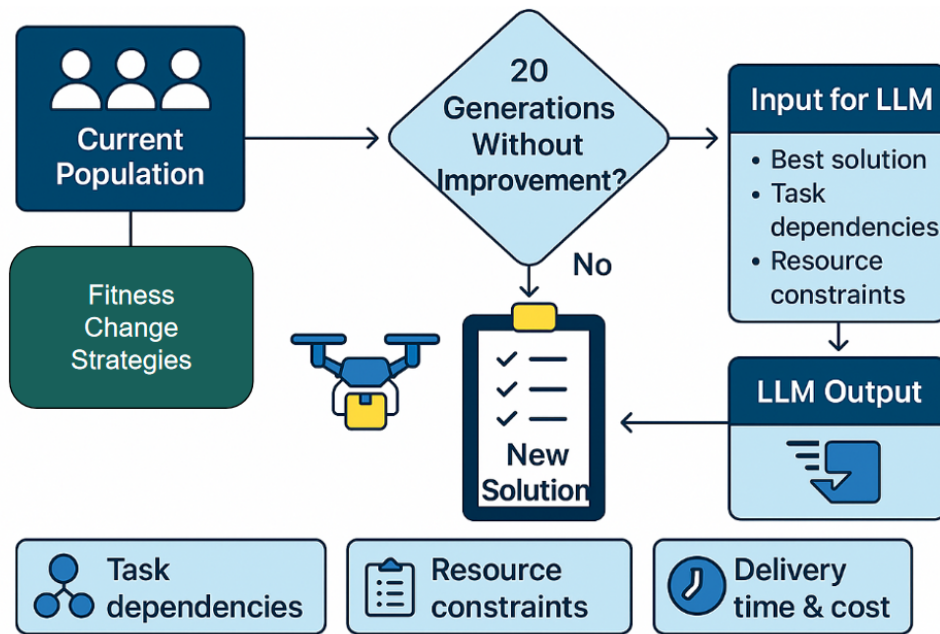 Current
Population
Fitness
Change
Strategies
20
Generations
Without
Improvement?
No
Input for LLM
• Best solution
• Task
dependencies
• Resource
constraints
LLM Output
New
Solution
Task
dependencies
Resource
constraints
Delivery
time & cost